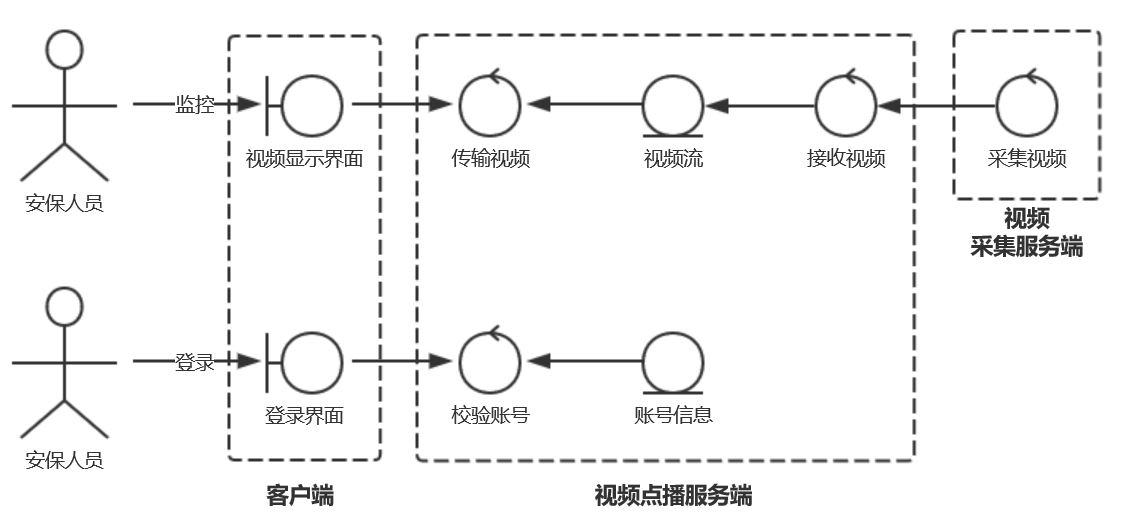 监控
视频显示界面
传输视频
视频流
接收视频
采集视频
安保人员
视频
采集服务端
登录
登录界面
校验账号
账号信息
安保人员
客户端
视频点播服务端